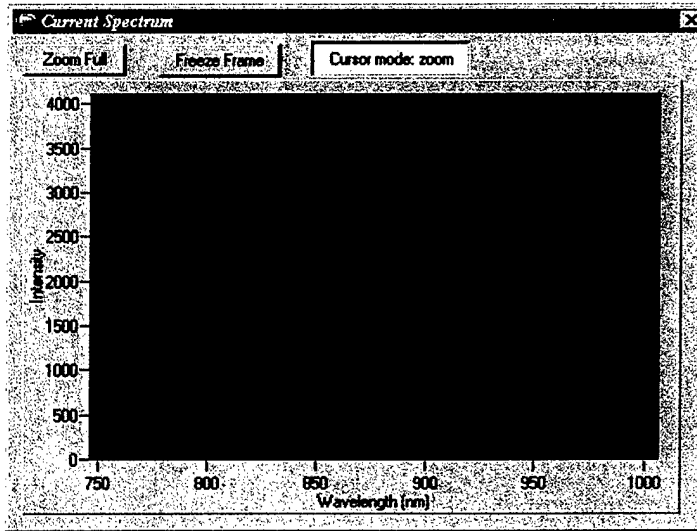 Current Spectrum
Zoom Full Freeze Frame Cursor mode: zoom
4000
3500
3000
2500
2000
1500
1000
500
0
Intensity
750 800 850 900 950 1000
Wavelength (nm)